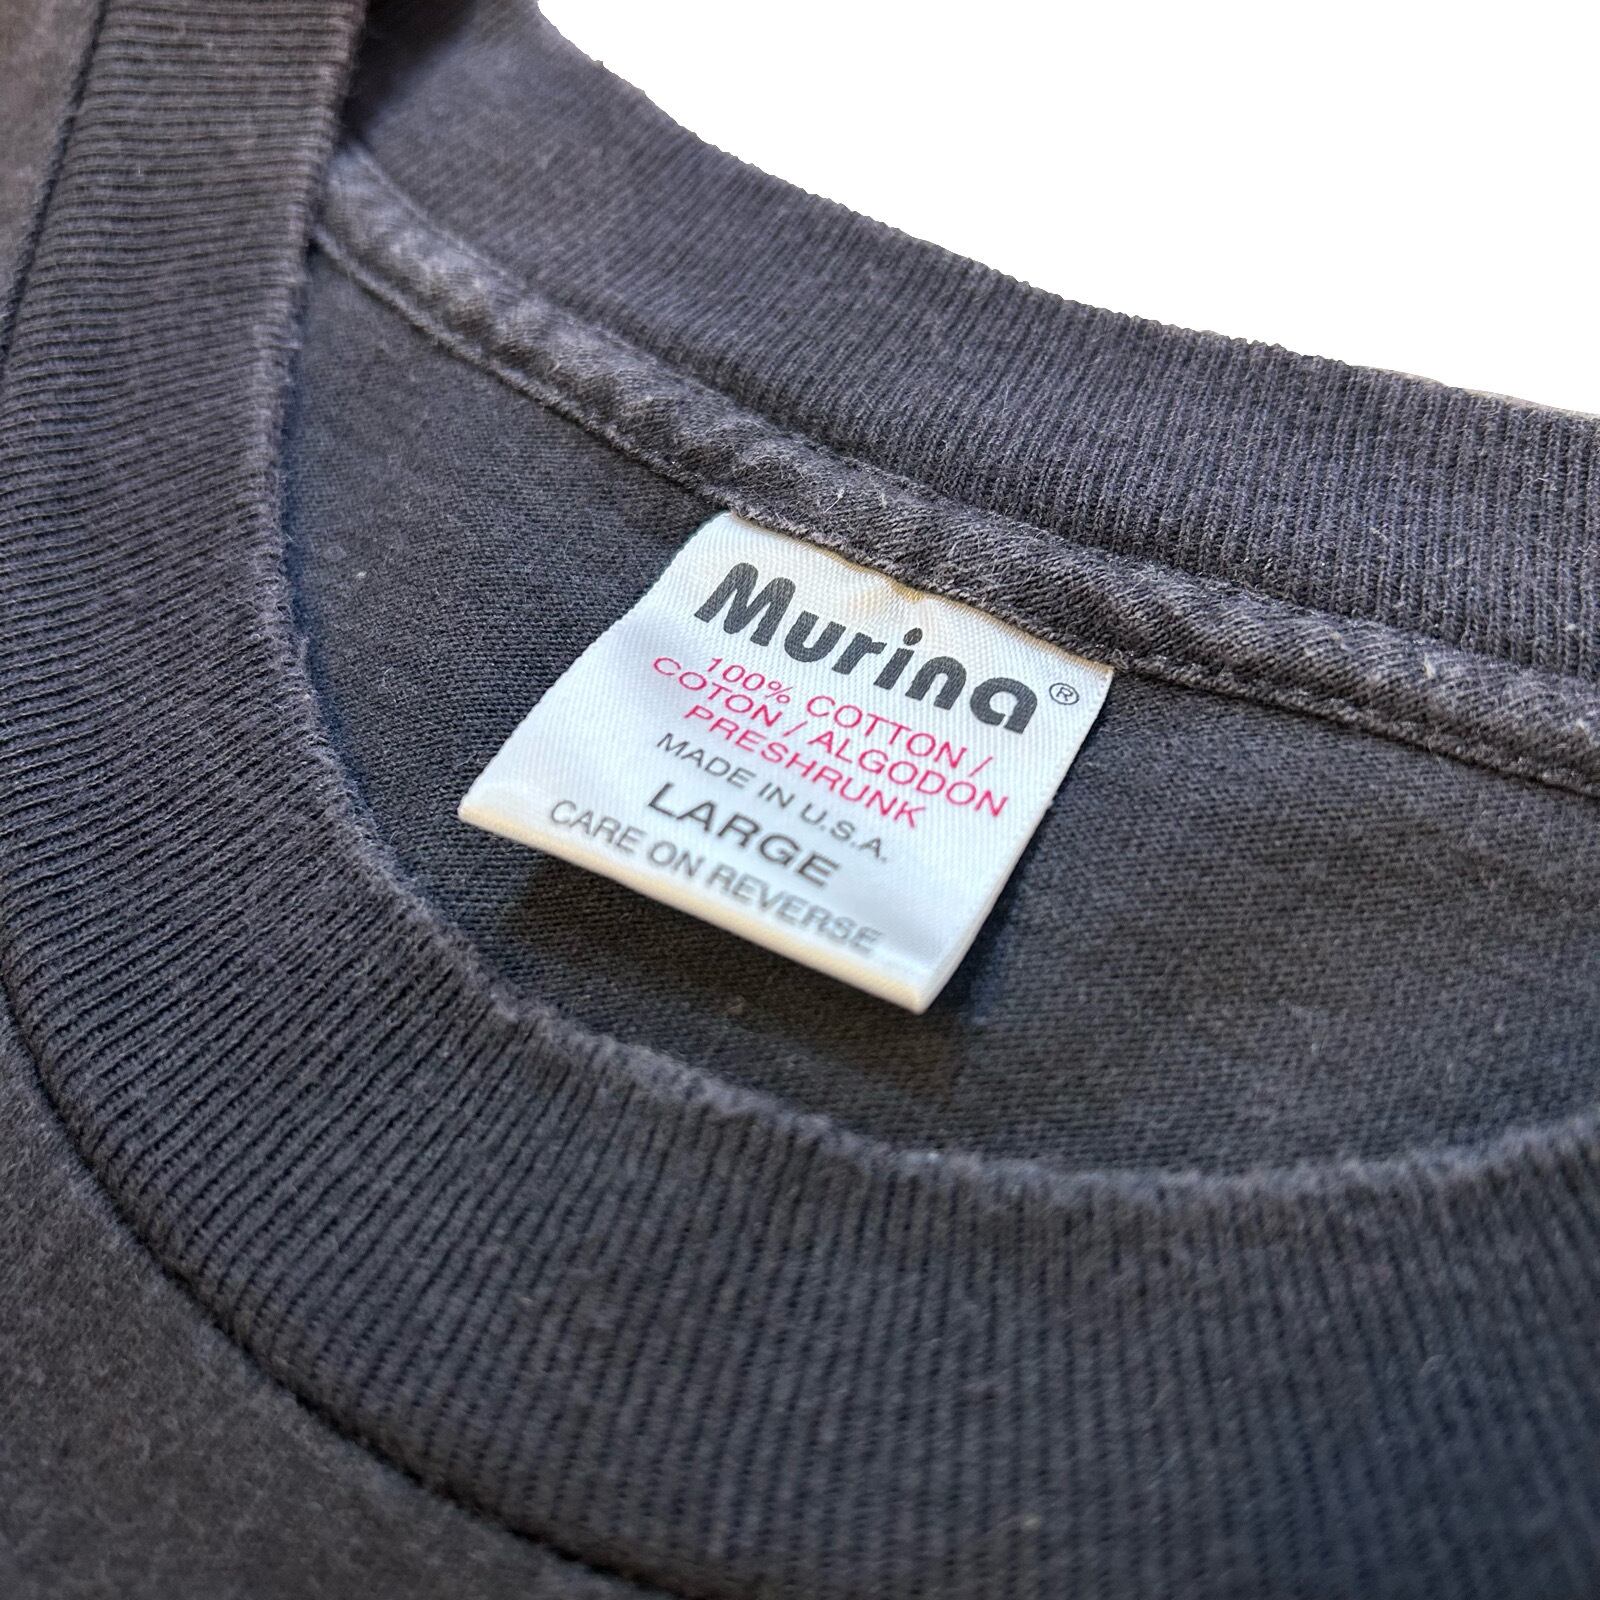 Murina®
100% COTTON /
COTON / ALGODON
PRESHRUNK
MADE IN U.S.A.
LARGE
CARE ON REVERSE